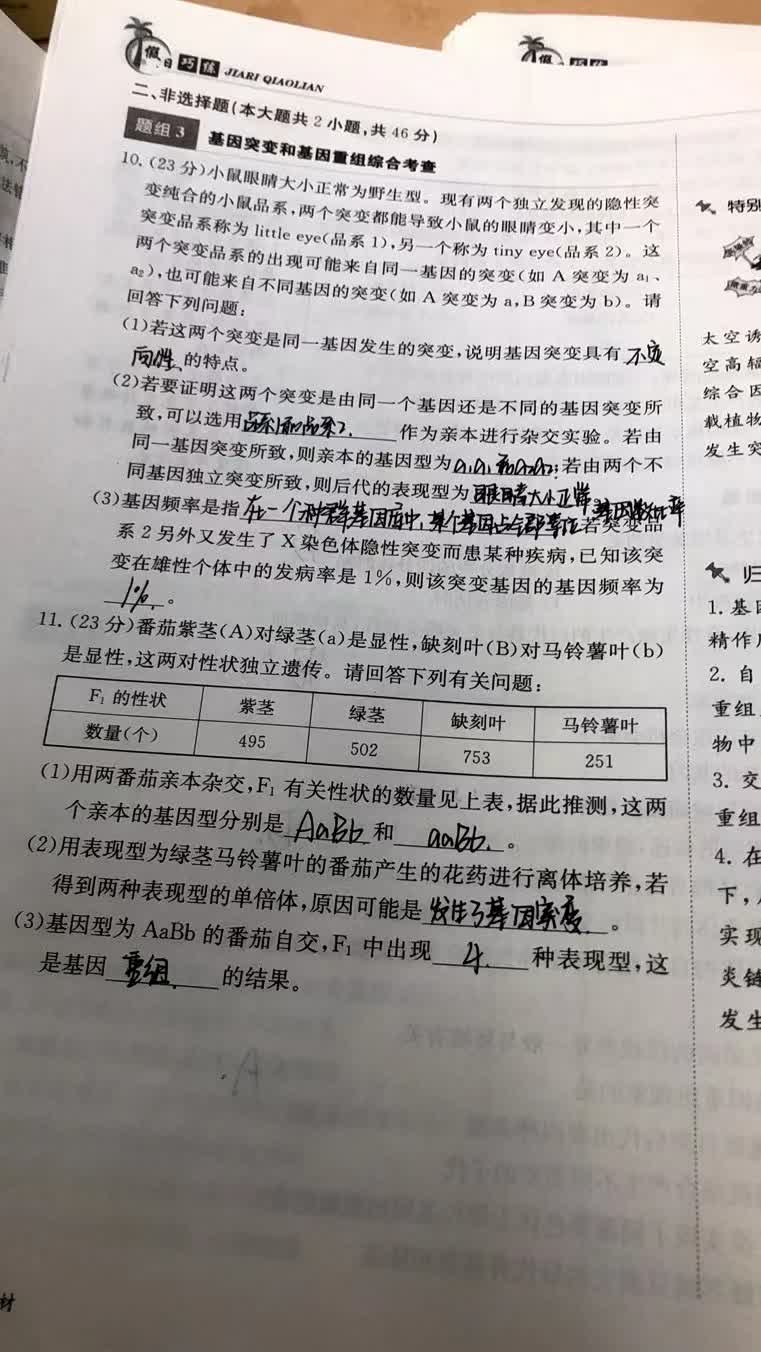 假日巧练 JIARI QIAOLIAN
二、非选择题(本大题共2小题,共46分)
题组3 基因突变和基因重组综合考查
10.(23分)小鼠眼睛大小正常为野生型。现有两个独立发现的隐性突
变纯合的小鼠品系,两个突变都能导致小鼠的眼睛变小,其中一个
突变品系称为little eye(品系1),另一个称为tiny eye(品系2)。这
两个突变品系的出现可能来自同一基因的突变(如A突变为a₁、
a₂),也可能来自不同基因的突变(如A突变为a,B突变为b)。请
回答下列问题:
(1)若这两个突变是同一基因发生的突变,说明基因突变具有 不定
向性 的特点。
(2)若要证明这两个突变是由同一个基因还是不同的基因突变所
致,可以选用 品系1和品系2 作为亲本进行杂交实验。若由
同一基因突变所致,则亲本的基因型为 a₁a₁和a₂a₂;若由两个不
同基因独立突变所致,则后代的表现型为 眼睛大小正常
(3)基因频率是指 在一个种群基因库中,某个基因占全部等位基因数比率 若突变品
系2另外又发生了X染色体隐性突变而患某种疾病,已知该突
变在雄性个体中的发病率是1%,则该突变基因的基因频率为
1%。
11.(23分)番茄紫茎(A)对绿茎(a)是显性,缺刻叶(B)对马铃薯叶(b)
是显性,这两对性状独立遗传。请回答下列有关问题:
F₁的性状 紫茎 绿茎 缺刻叶 马铃薯叶
数量(个) 495 502 753 251
(1)用两番茄亲本杂交,F₁有关性状的数量见上表,据此推测,这两
个亲本的基因型分别是 AaBb 和 aaBb 。
(2)用表现型为绿茎马铃薯叶的番茄产生的花药进行离体培养,若
得到两种表现型的单倍体,原因可能是 发生了基因突变 。
(3)基因型为AaBb的番茄自交,F₁中出现 4 种表现型,这
是基因 重组 的结果。
A
特别
太空诱
空高辐
综合因
载植物
发生突
归
1.基因
精作用
2.自
重组
物中
3.交
重组
4.在
下,
实现
炎链
发生
材